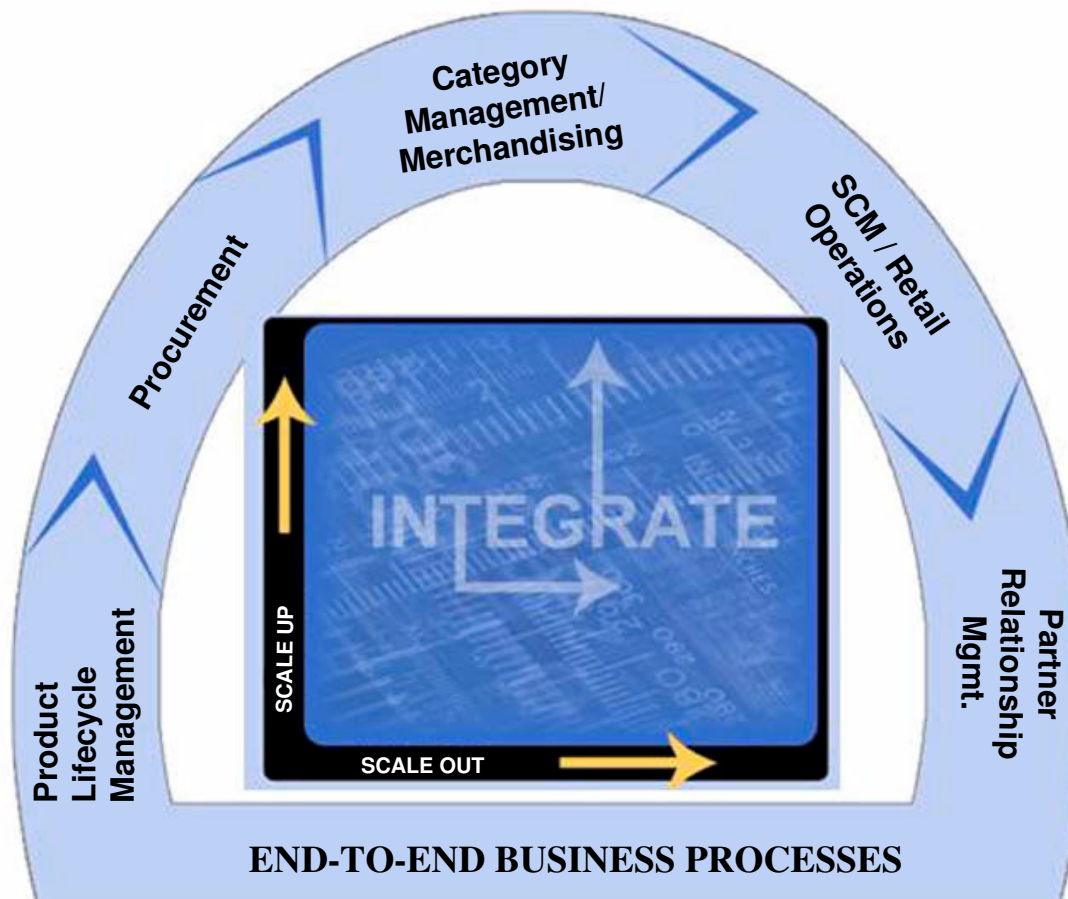 Category
Management/
Merchandising
SCM / Retail
Operations
Procurement
INTEGRATE
SCALE UP
SCALE OUT
Product
Lifecycle
Management
Partner
Relationship
Mgmt.
END-TO-END BUSINESS PROCESSES